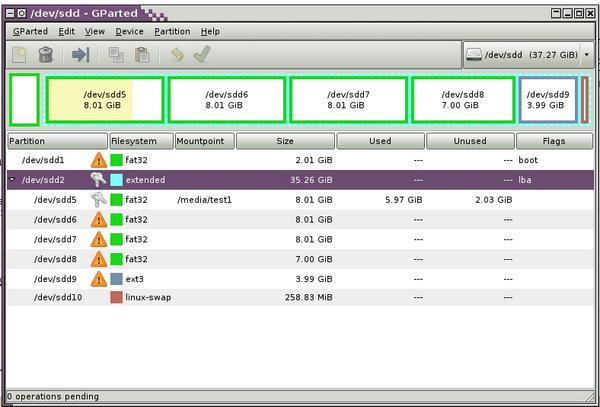 /dev/sdd - GParted
GParted Edit View Device Partition Help
/dev/sdd (37.27 GiB)
/dev/sdd5 /dev/sdd6 /dev/sdd7 /dev/sdd8 /dev/sdd9
8.01 GiB 8.01 GiB 8.01 GiB 7.00 GiB 3.99 GiB
Partition Filesystem Mountpoint Size Used Unused Flags
/dev/sdd1 fat32 2.01 GiB --- --- boot
/dev/sdd2 extended 35.26 GiB --- --- lba
/dev/sdd5 fat32 /media/test1 8.01 GiB 5.97 GiB 2.03 GiB
/dev/sdd6 fat32 8.01 GiB --- ---
/dev/sdd7 fat32 8.01 GiB --- ---
/dev/sdd8 fat32 7.00 GiB --- ---
/dev/sdd9 ext3 3.99 GiB --- ---
/dev/sdd10 linux-swap 258.83 MiB --- ---
0 operations pending